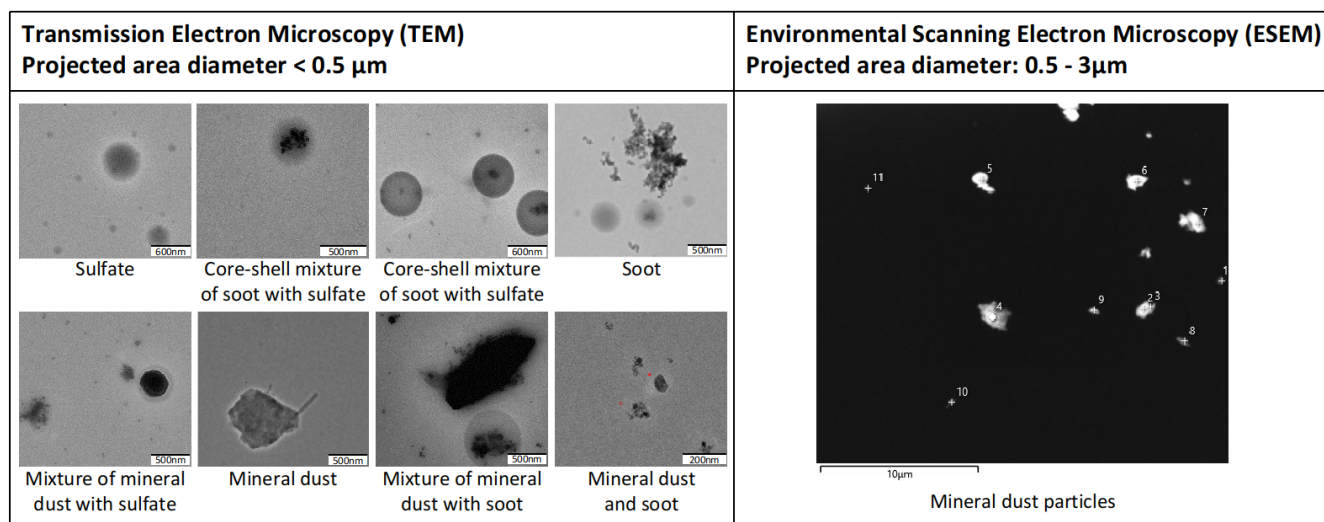 Transmission Electron Microscopy (TEM)
Projected area diameter < 0.5 µm
600nm
Sulfate
500nm
Core-shell mixture
of soot with sulfate
600nm
Core-shell mixture
of soot with sulfate
500nm
Soot
500nm
Mixture of mineral
dust with sulfate
500nm
Mineral dust
500nm
Mixture of mineral
dust with soot
200nm
Mineral dust
and soot
Environmental Scanning Electron Microscopy (ESEM)
Projected area diameter: 0.5 - 3µm
11
5
6
7
1
4
9
2 3
8
10
10µm
Mineral dust particles